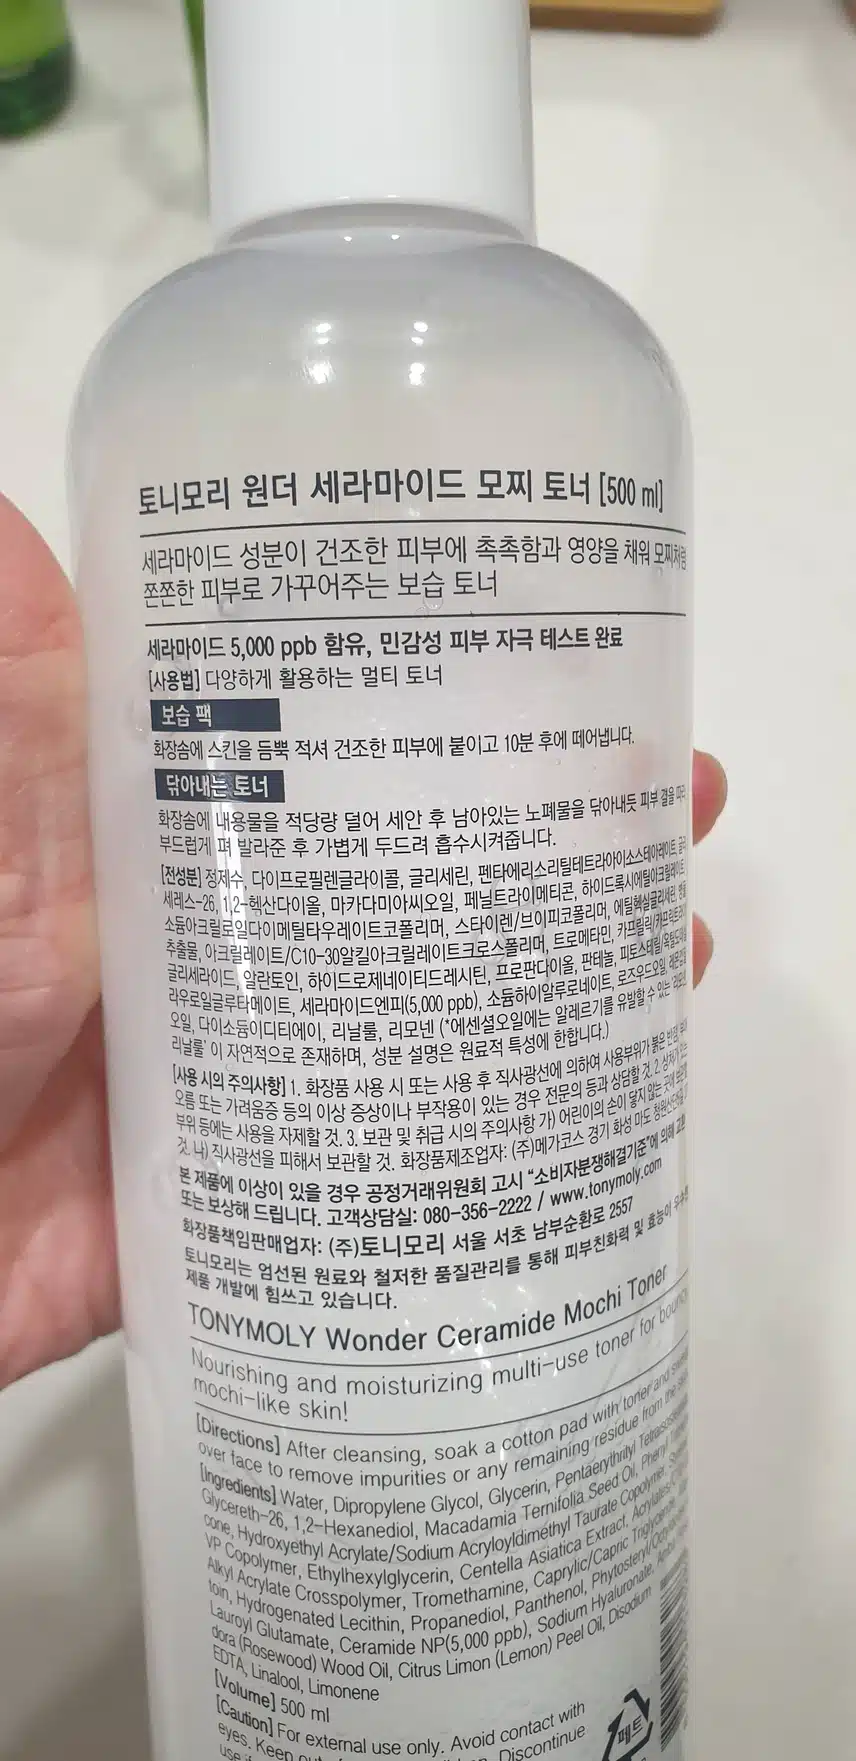 토니모리 원더 세라마이드 모찌 토너 [500 ml]
세라마이드 성분이 건조한 피부에 촉촉함과 영양을 채워 모찌처럼
쫀쫀한 피부로 가꾸어주는 보습 토너
세라마이드 5,000 ppb 함유, 민감성 피부 자극 테스트 완료
[사용법] 다양하게 활용하는 멀티 토너
보습 팩
화장솜에 스킨을 듬뿍 적셔 건조한 피부에 붙이고 10분 후에 떼어냅니다.
닦아내는 토너
화장솜에 내용물을 적당량 덜어 세안 후 남아있는 노폐물을 닦아내듯 피부 결을 따라
부드럽게 펴 발라준 후 가볍게 두드려 흡수시켜줍니다.
[전성분] 정제수, 다이프로필렌글라이콜, 글리세린, 펜타에리스리틸테트라아이소스테아레이트,
세레스-26, 1,2-헥산다이올, 마카다미아씨오일, 페닐트라이메티콘, 하이드록시에틸아크릴레이트
소듐아크릴로일다이메틸타우레이트코폴리머, 스타이렌/브이피코폴리머, 에틸헥실글리세린,
추출물, 아크릴레이트/C10-30알킬아크릴레이트크로스폴리머, 트로메타민, 카프릴릭/카프릭트라이
글리세라이드, 알란토인, 하이드로제네이티드레시틴, 프로판다이올, 판테놀,
라우로일글루타메이트, 세라마이드엔피(5,000 ppb), 소듐하이알루로네이트, 로즈우드오일,
오일, 다이소듐이디티에이, 리날룰, 리모넨 (*에센셜오일에는 알레르기를 유발할 수 있는
리날룰' 이 자연적으로 존재하며, 성분 설명은 원료적 특성에 한합니다.)
[사용 시의 주의사항] 1. 화장품 사용 시 또는 사용 후 직사광선에 의하여 사용부위가 붉은 반점,
오름 또는 가려움증 등의 이상 증상이나 부작용이 있는 경우 전문의 등과 상담할 것. 2. 상처가 있는
부위 등에는 사용을 자제할 것. 3. 보관 및 취급 시의 주의사항 가) 어린이의 손이 닿지 않는 곳에
것. 나) 직사광선을 피해서 보관할 것. 화장품제조업자: (주)메가코스 경기 화성 마도
본 제품에 이상이 있을 경우 공정거래위원회 고시 "소비자분쟁해결기준"에 의해 교환
또는 보상해 드립니다. 고객상담실: 080-356-2222 / www.tonymoly.com
화장품책임판매업자: (주)토니모리 서울 서초 남부순환로 2557
토니모리는 엄선된 원료와 철저한 품질관리를 통해 피부친화력 및 효능이 우수한
제품 개발에 힘쓰고 있습니다.
TONYMOLY Wonder Ceramide Mochi Toner
Nourishing and moisturizing multi-use toner for bouncy
mochi-like skin!
[Directions] After cleansing, soak a cotton pad with toner and
over face to remove impurities or any remaining residue from the
[Ingredients] Water, Dipropylene Glycol, Glycerin, Pentaerythrityl
Glycereth-26, 1,2-Hexanediol, Macadamia Ternifolia Seed Oil, Phenyl
cone, Hydroxyethyl Acrylate/Sodium Acryloyldimethyl Taurate Copolymer,
VP Copolymer, Ethylhexylglycerin, Centella Asiatica Extract,
Alkyl Acrylate Crosspolymer, Tromethamine, Caprylic/Capric Triglyceride,
toin, Hydrogenated Lecithin, Propanediol, Panthenol,
Lauroyl Glutamate, Ceramide NP(5,000 ppb), Sodium Hyaluronate,
dora (Rosewood) Wood Oil, Citrus Limon (Lemon) Peel Oil, Disodium
EDTA, Linalool, Limonene
[Volume] 500 ml
[Caution] For external use only. Avoid contact with
eyes. Keep Discontinue
페트